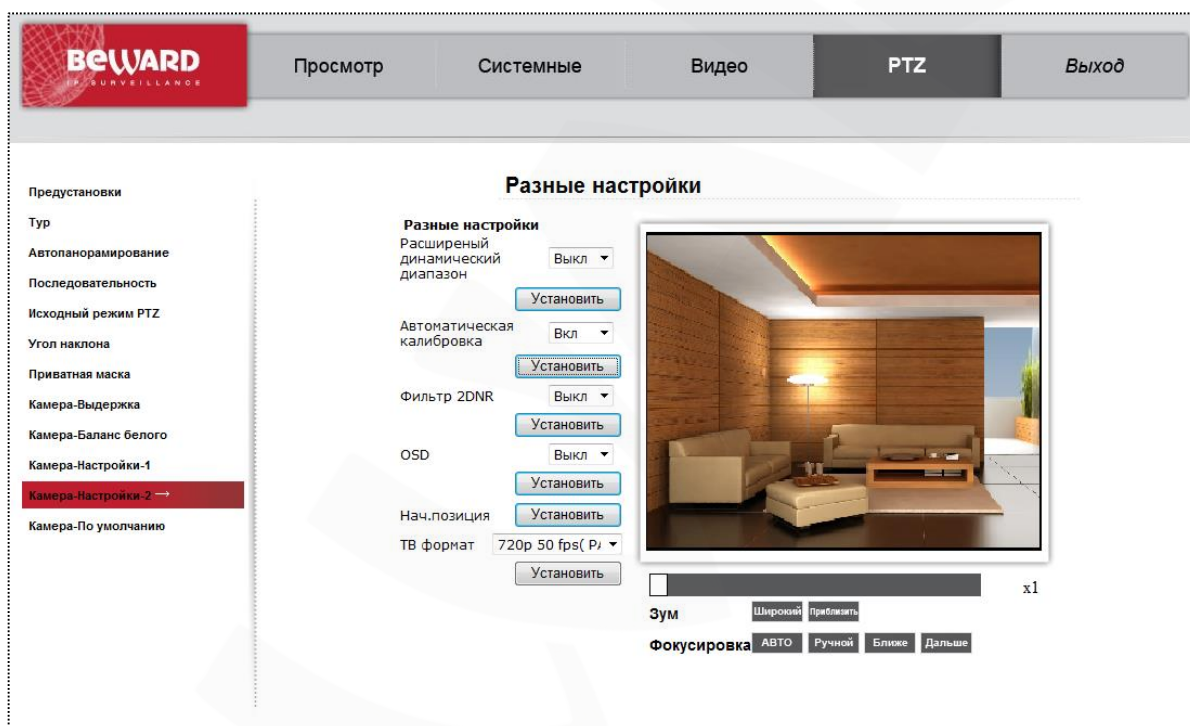 BEWARD
IP SURVEILLANCE
Просмотр
Системные
Видео
PTZ
Выход
Предустановки
Тур
Автопанорамирование
Последовательность
Исходный режим PTZ
Угол наклона
Приватная маска
Камера-Выдержка
Камера-Баланс белого
Камера-Настройки-1
Камера-Настройки-2 →
Камера-По умолчанию
Разные настройки
Разные настройки
Расширеный
динамический
диапазон
Выкл
Установить
Автоматическая
калибровка
Вкл
Установить
Фильтр 2DNR
Выкл
Установить
OSD
Выкл
Установить
Нач.позиция
Установить
ТВ формат
720p 50 fps( P
Установить
x1
Зум
Широкий
Приблизить
Фокусировка
АВТО
Ручной
Ближе
Дальше